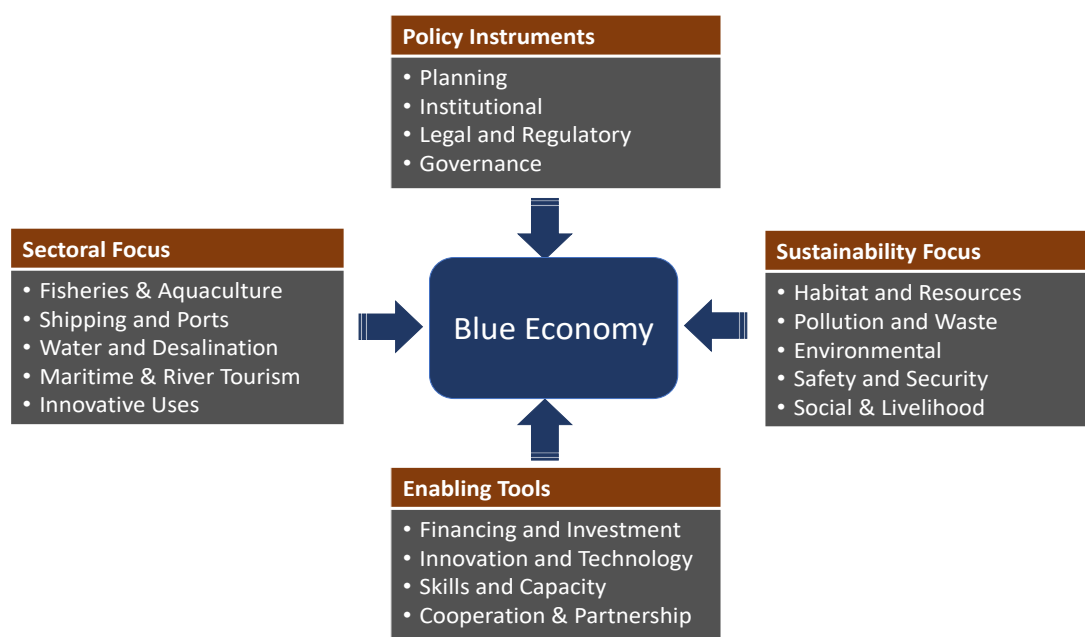 Policy Instruments
• Planning
• Institutional
• Legal and Regulatory
• Governance
Sectoral Focus
• Fisheries & Aquaculture
• Shipping and Ports
• Water and Desalination
• Maritime & River Tourism
• Innovative Uses
Blue Economy
Sustainability Focus
• Habitat and Resources
• Pollution and Waste
• Environmental
• Safety and Security
• Social & Livelihood
Enabling Tools
• Financing and Investment
• Innovation and Technology
• Skills and Capacity
• Cooperation & Partnership